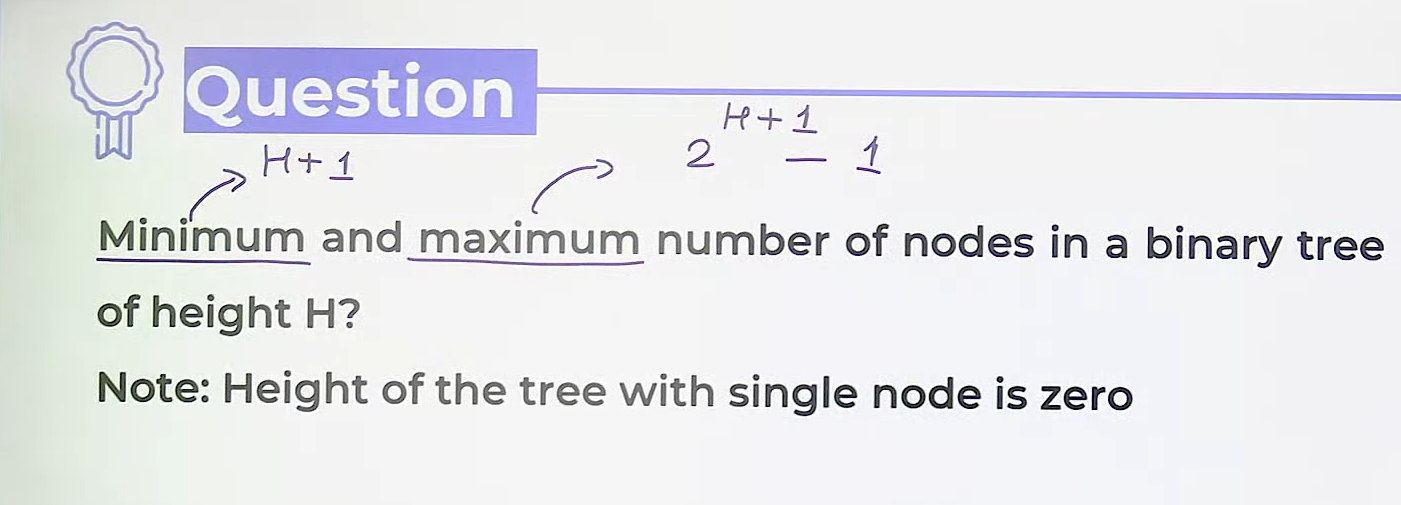 Question
H+1
2^{H+1} - 1
Minimum and maximum number of nodes in a binary tree
of height H?
Note: Height of the tree with single node is zero